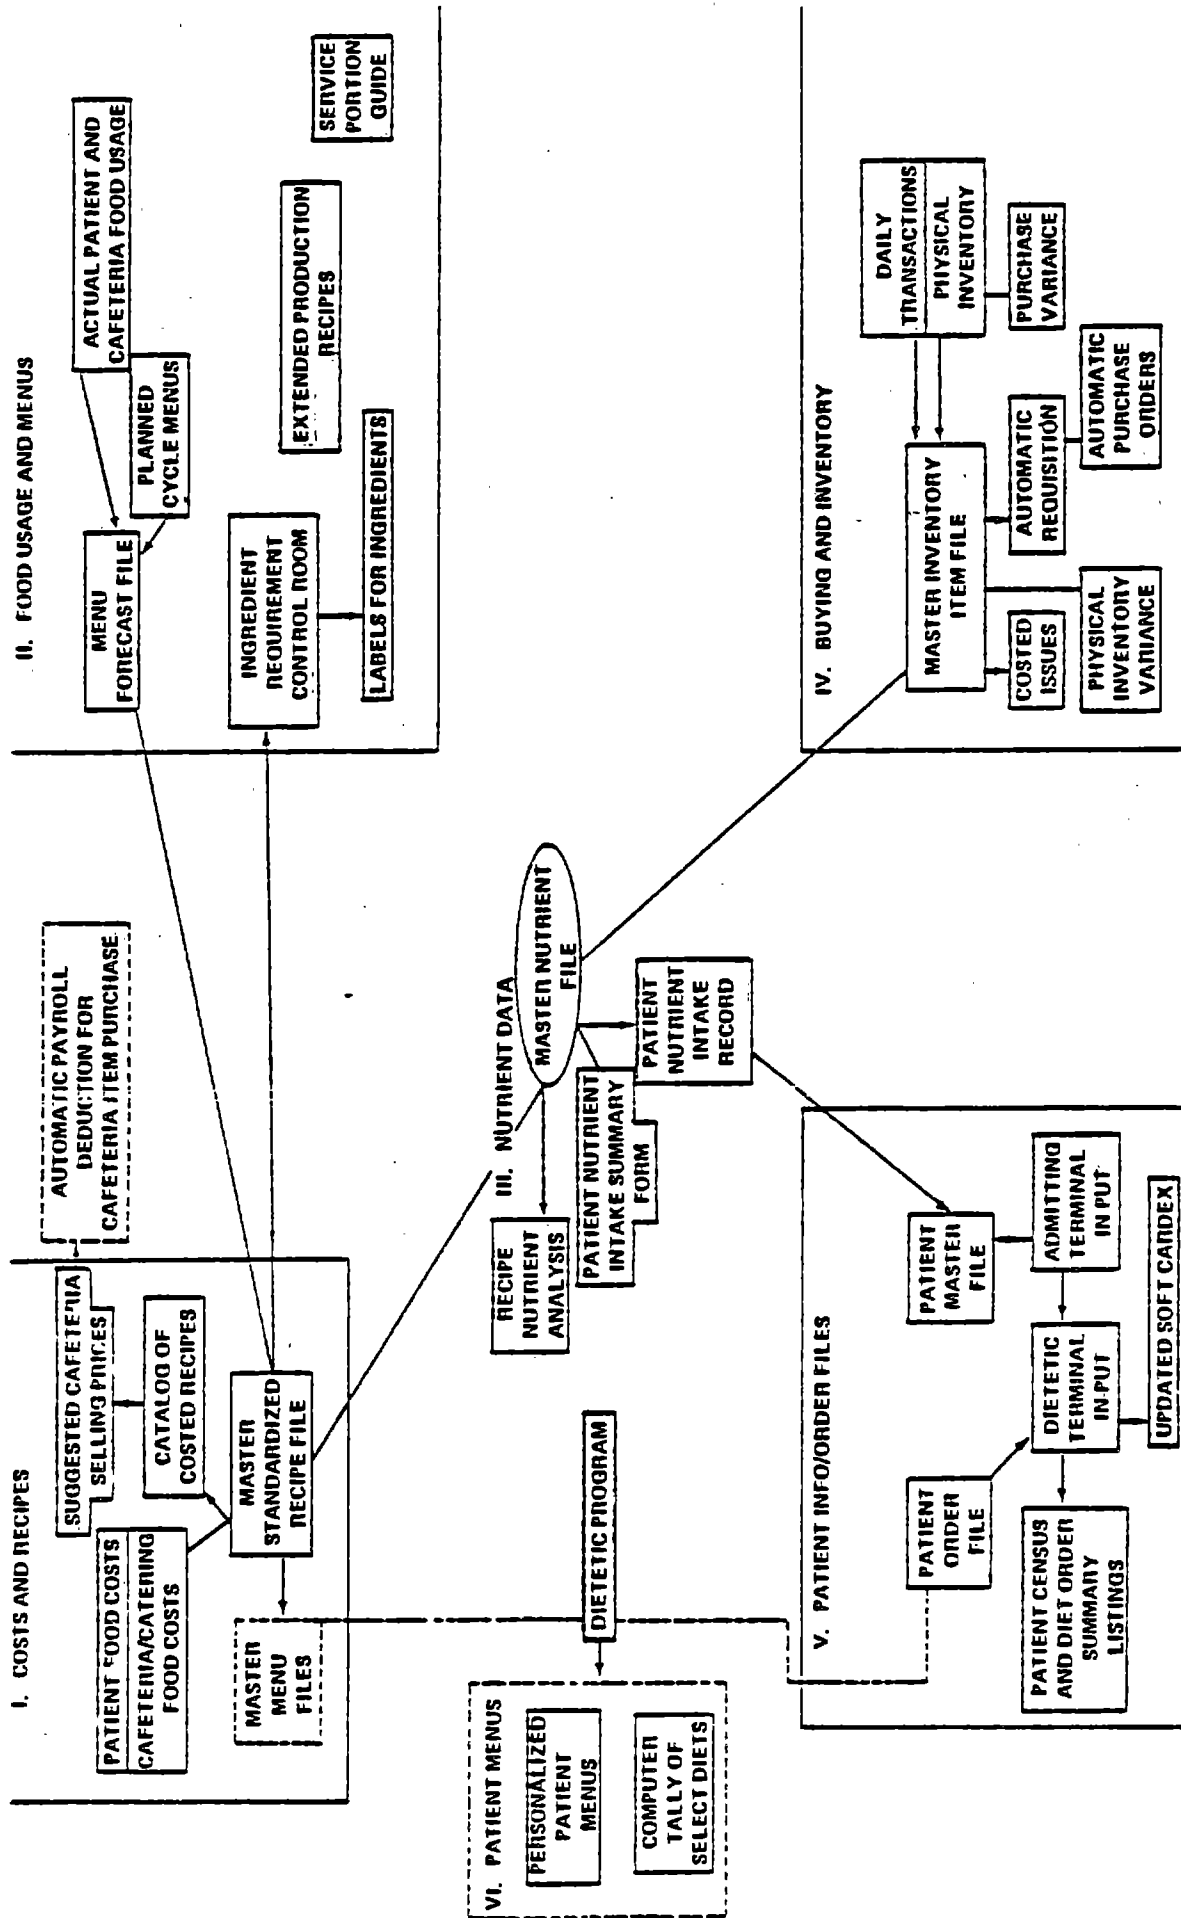 I. COSTS AND RECIPES
PATIENT FOOD COSTS
CAFETERIA/CATERING
FOOD COSTS
SUGGESTED CAFETERIA
SELLING PRICES
CATALOG OF
COSTED RECIPES
MASTER
STANDARDIZED
RECIPE FILE
MASTER
MENU
FILES
AUTOMATIC PAYROLL
DEDUCTION FOR
CAFETERIA ITEM PURCHASE
II. FOOD USAGE AND MENUS
MENU
FORECAST FILE
PLANNED
CYCLE MENUS
ACTUAL PATIENT AND
CAFETERIA FOOD USAGE
INGREDIENT
REQUIREMENT
CONTROL ROOM
LABELS FOR INGREDIENTS
EXTENDED PRODUCTION
RECIPES
SERVICE
PORTION
GUIDE
III. NUTRIENT DATA
MASTER NUTRIENT
FILE
RECIPE
NUTRIENT
ANALYSIS
PATIENT NUTRIENT
INTAKE SUMMARY
FORM
PATIENT
NUTRIENT
INTAKE
RECORD
IV. BUYING AND INVENTORY
MASTER INVENTORY
ITEM FILE
DAILY
TRANSACTIONS
PHYSICAL
INVENTORY
PURCHASE
VARIANCE
COSTED
ISSUES
PHYSICAL
INVENTORY
VARIANCE
AUTOMATIC
REQUISITION
AUTOMATIC
PURCHASE
ORDERS
V. PATIENT INFO/ORDER FILES
PATIENT
ORDER
FILE
PATIENT
MASTER
FILE
PATIENT CENSUS
AND DIET ORDER
SUMMARY
LISTINGS
DIETETIC
TERMINAL
IN-PUT
ADMITTING
TERMINAL
IN PUT
UPDATED SOFT CARDEX
VI. PATIENT MENUS
PERSONALIZED
PATIENT
MENUS
COMPUTER
TALLY OF
SELECT DIETS
DIETETIC PROGRAM